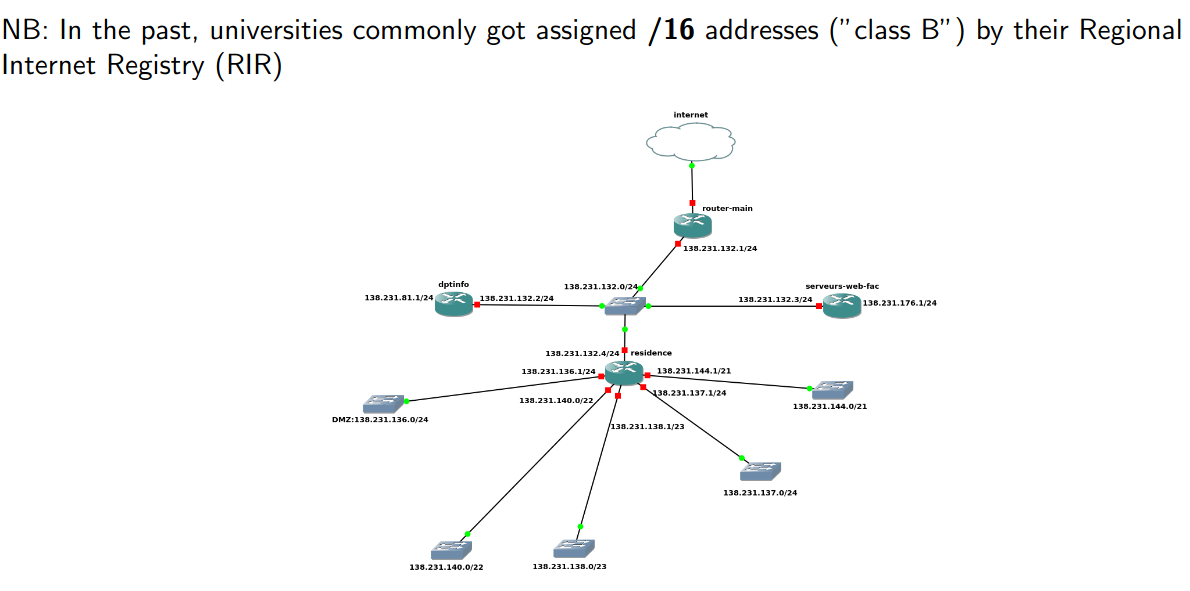 NB: In the past, universities commonly got assigned /16 addresses (”class B”) by their Regional
Internet Registry (RIR)
internet
router-main
138.231.132.1/24
dptinfo
138.231.132.0/24
serveurs-web-fac
138.231.81.1/24
138.231.132.2/24
138.231.132.3/24
138.231.176.1/24
138.231.132.4/24
residence
138.231.136.1/24
138.231.144.1/21
138.231.140.0/22
138.231.137.1/24
138.231.144.0/21
DMZ:138.231.136.0/24
138.231.138.1/23
138.231.137.0/24
138.231.140.0/22
138.231.138.0/23